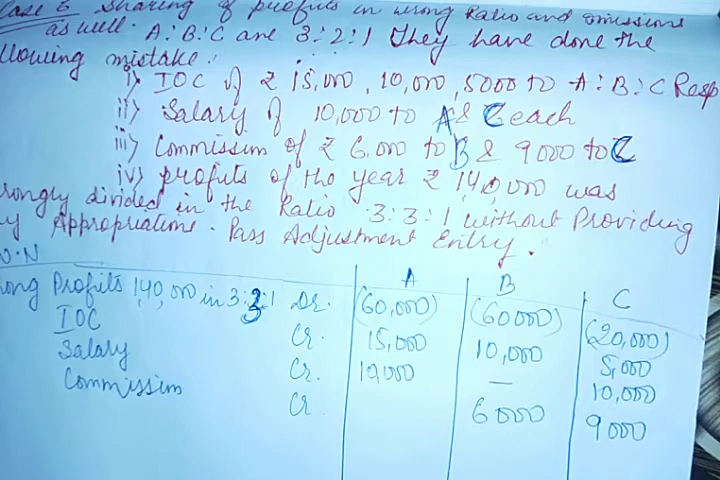 Case 6 Sharing of profits in wrong Ratio and omissions
as well. A:B:C are 3:2:1 They have done the
llowing mistake:
i) IOC of ₹ 15,000, 10,000, 5000 to A:B:C Resp
ii) Salary of 10,000 to A & C each
iii) Commission of ₹ 6,000 to B & 9000 to C
iv) profits of the year ₹ 140,000 was
rongly divided in the Ratio 3:3:1 without Providing
y Appropriations. Pass Adjustment Entry.
O.N
A B C
ong Profits 140,000 in 3:3:1 Dr. (60,000) (60000) (20,000)
IOC Cr. 15,000 10,000 5,000
Salary Cr. 10,000 — 10,000
Commission Cr. 6000 9000